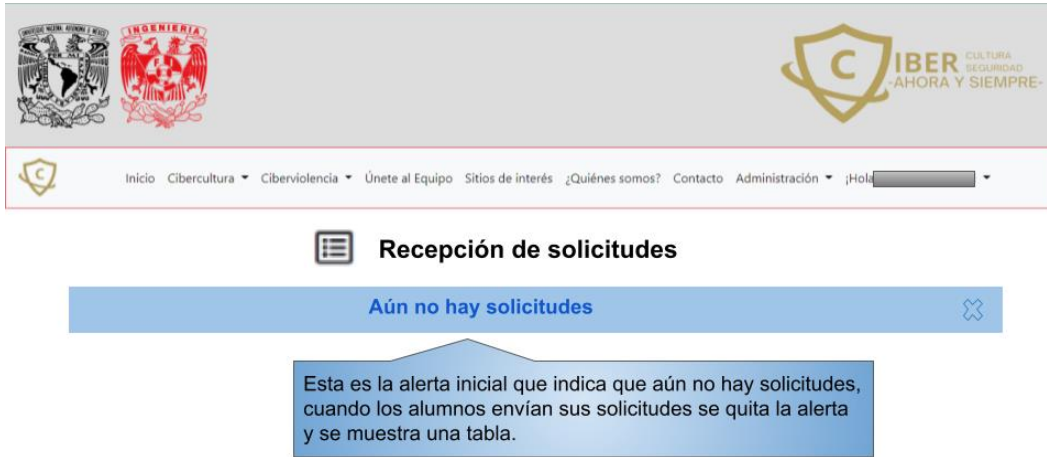 INGENIERIA
C
IBER CULTURA
SEGURIDAD
-AHORA Y SIEMPRE-
C
Inicio Cibercultura Ciberviolencia Únete al Equipo Sitios de interés ¿Quiénes somos? Contacto Administración ¡Hola
Recepción de solicitudes
Aún no hay solicitudes
Esta es la alerta inicial que indica que aún no hay solicitudes,
cuando los alumnos envían sus solicitudes se quita la alerta
y se muestra una tabla.